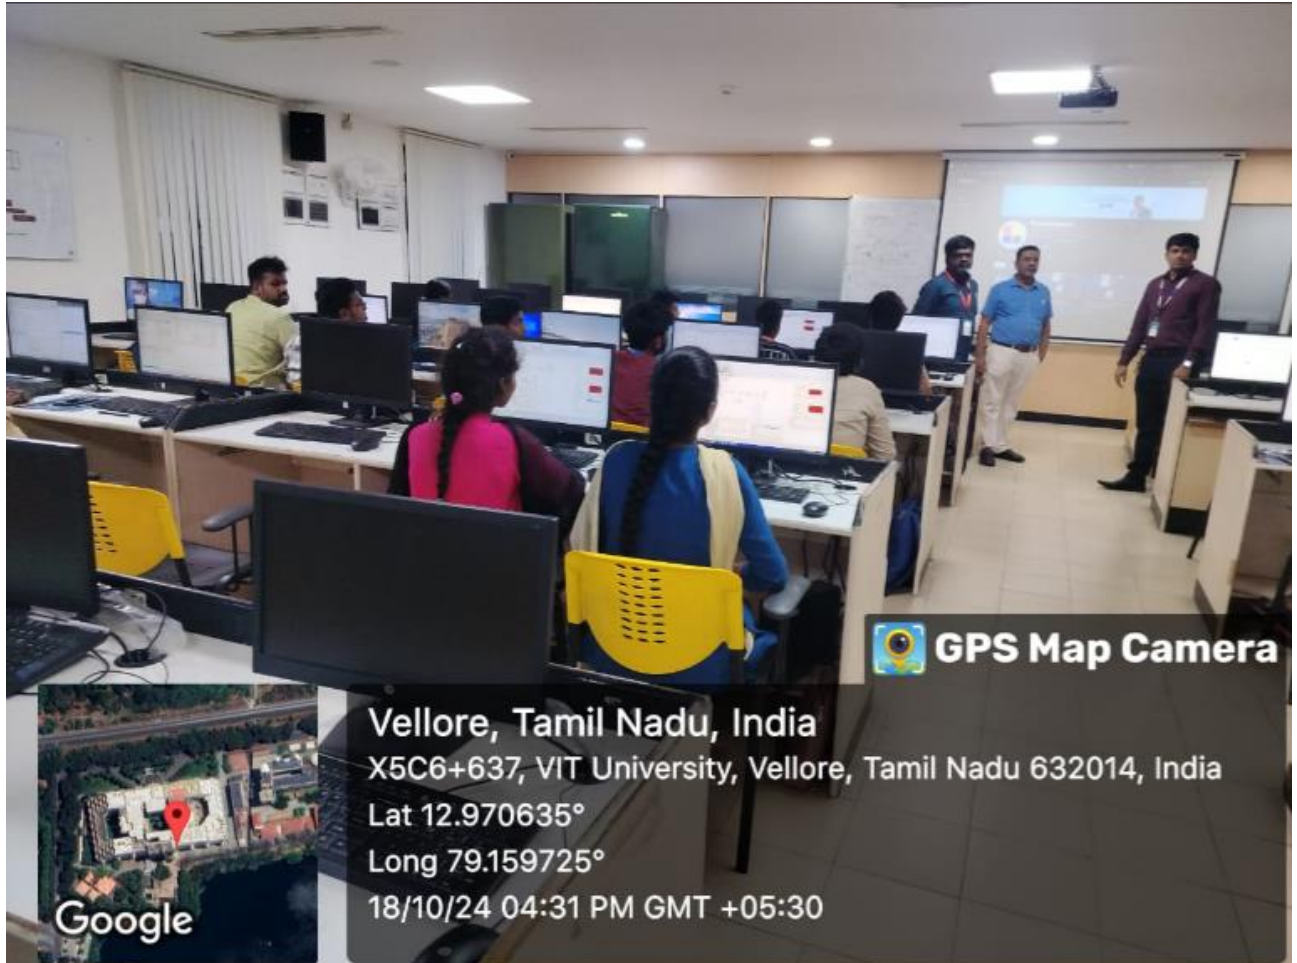 GPS Map Camera
Vellore, Tamil Nadu, India
X5C6+637, VIT University, Vellore, Tamil Nadu 632014, India
Lat 12.970635°
Long 79.159725°
18/10/24 04:31 PM GMT +05:30
Google